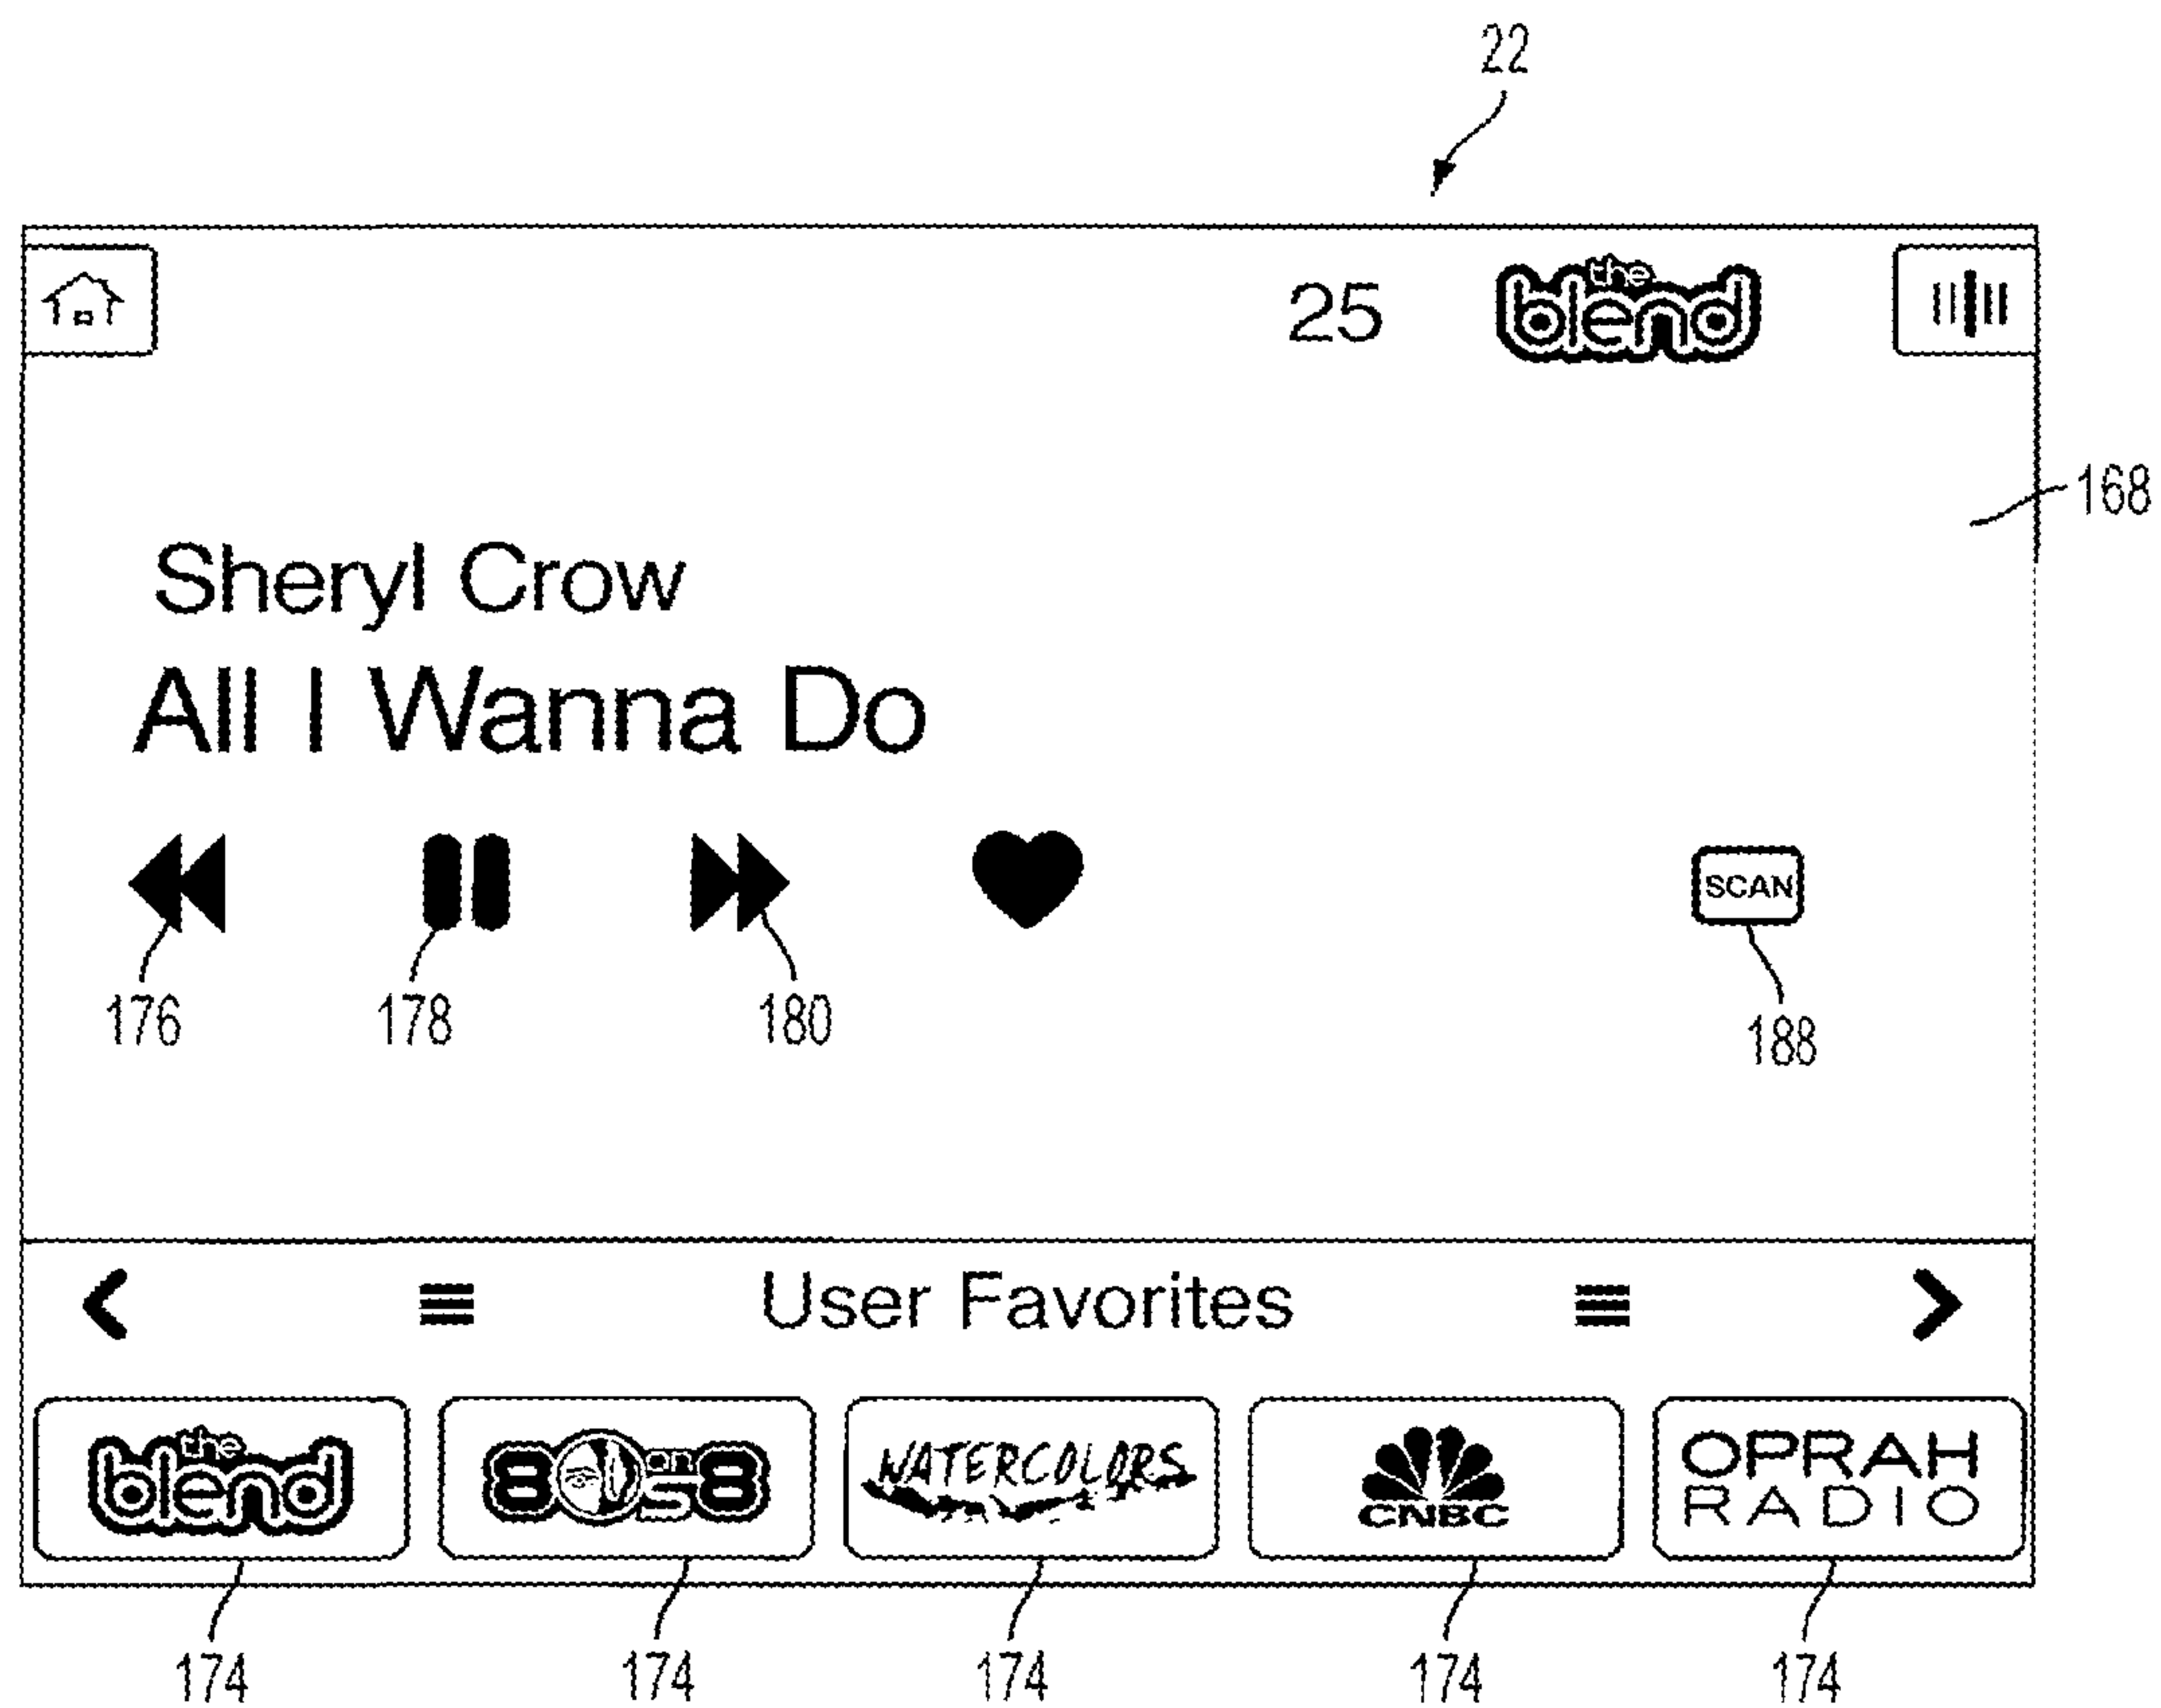 22
25 the blend
168
Sheryl Crow
All I Wanna Do
SCAN
176 178 180 188
User Favorites
the blend
80s on 8
WATERCOLORS
CNBC
OPRAH RADIO
174 174 174 174 174